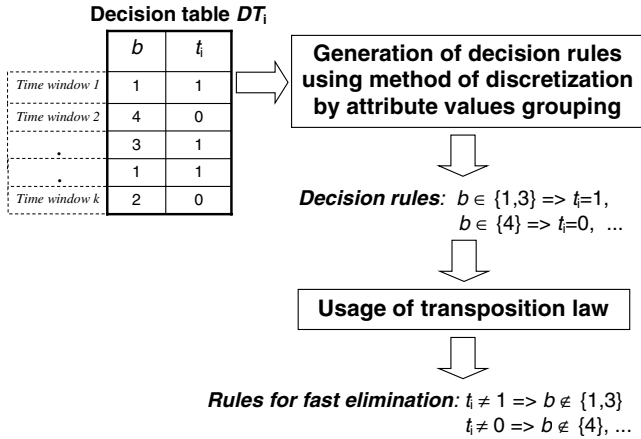 Decision table DTi
b ti
Time window 1 1 1
Time window 2 4 0
. 3 1
. 1 1
Time window k 2 0
Generation of decision rules
using method of discretization
by attribute values grouping
Decision rules: b ∈ {1,3} => ti=1,
b ∈ {4} => ti=0, ...
Usage of transposition law
Rules for fast elimination: ti ≠ 1 => b ∉ {1,3}
ti ≠ 0 => b ∉ {4}, ...